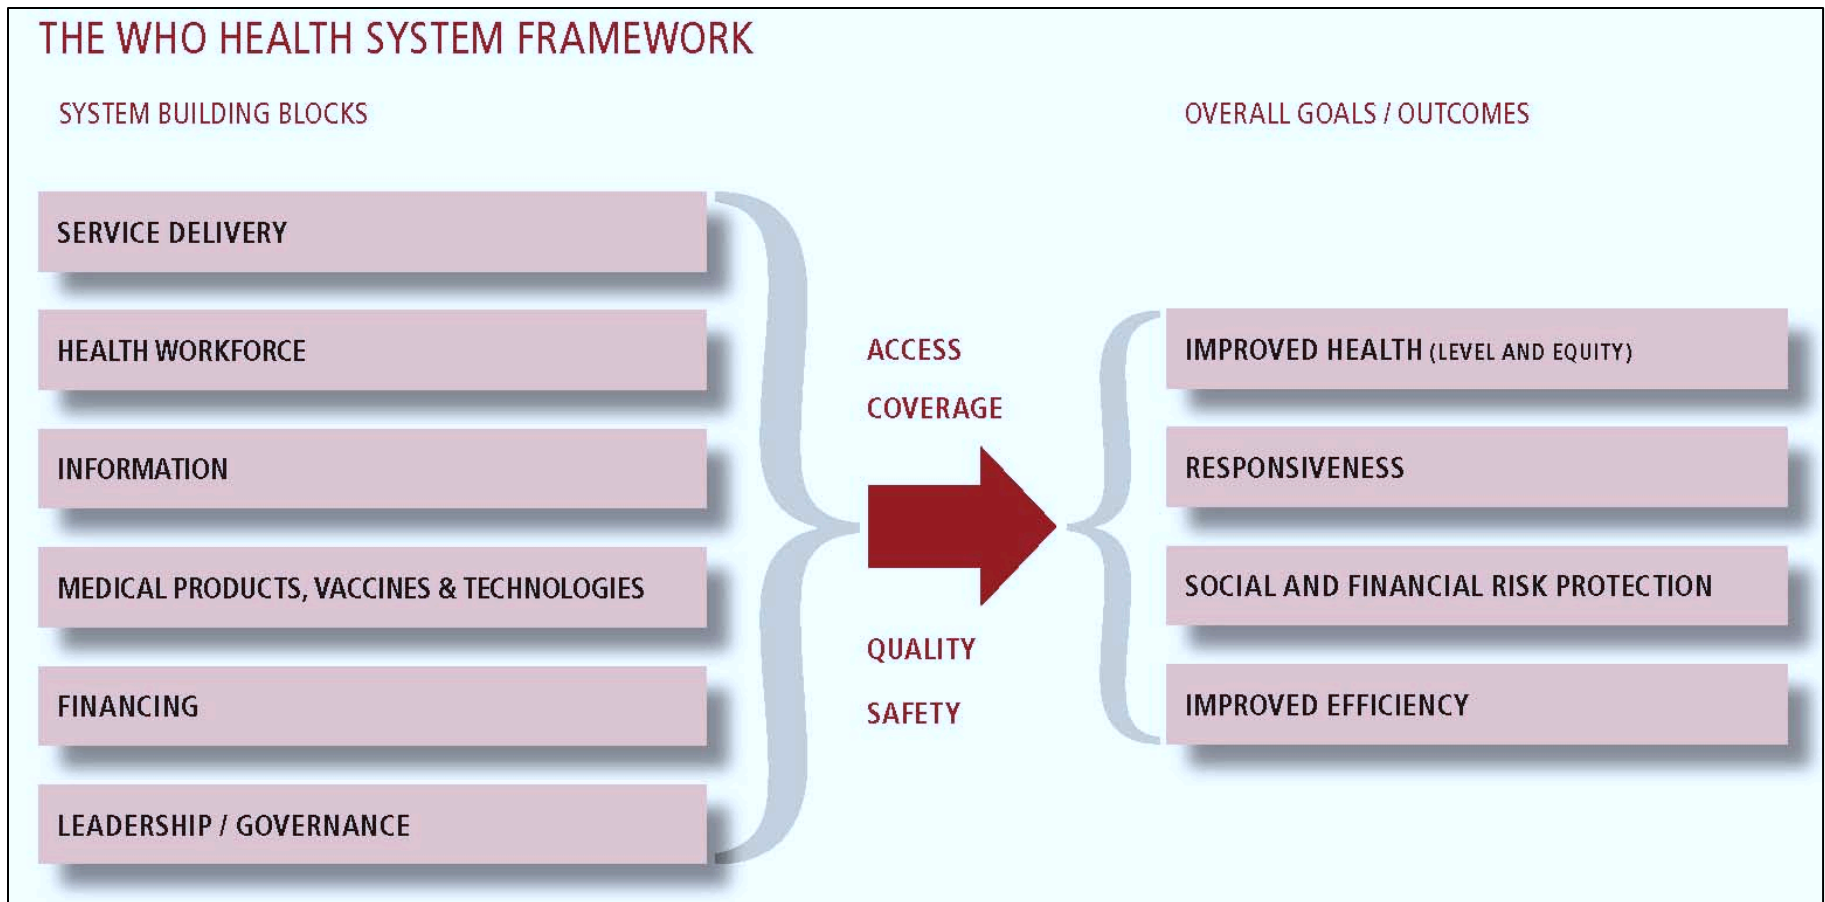 THE WHO HEALTH SYSTEM FRAMEWORK
SYSTEM BUILDING BLOCKS
SERVICE DELIVERY
HEALTH WORKFORCE
INFORMATION
MEDICAL PRODUCTS, VACCINES & TECHNOLOGIES
FINANCING
LEADERSHIP / GOVERNANCE
ACCESS
COVERAGE
QUALITY
SAFETY
OVERALL GOALS / OUTCOMES
IMPROVED HEALTH (LEVEL AND EQUITY)
RESPONSIVENESS
SOCIAL AND FINANCIAL RISK PROTECTION
IMPROVED EFFICIENCY